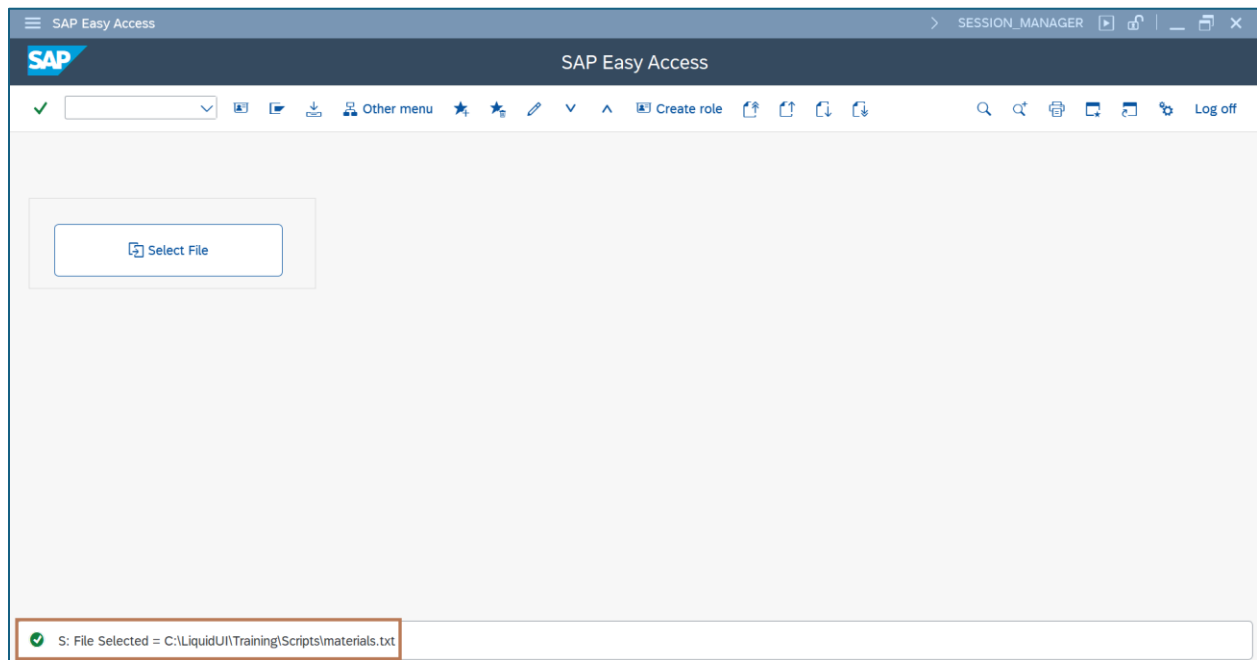 SAP Easy Access
SESSION_MANAGER
SAP
SAP Easy Access
Other menu
Create role
Log off
Select File
S: File Selected = C:\LiquidUI\Training\Scripts\materials.txt